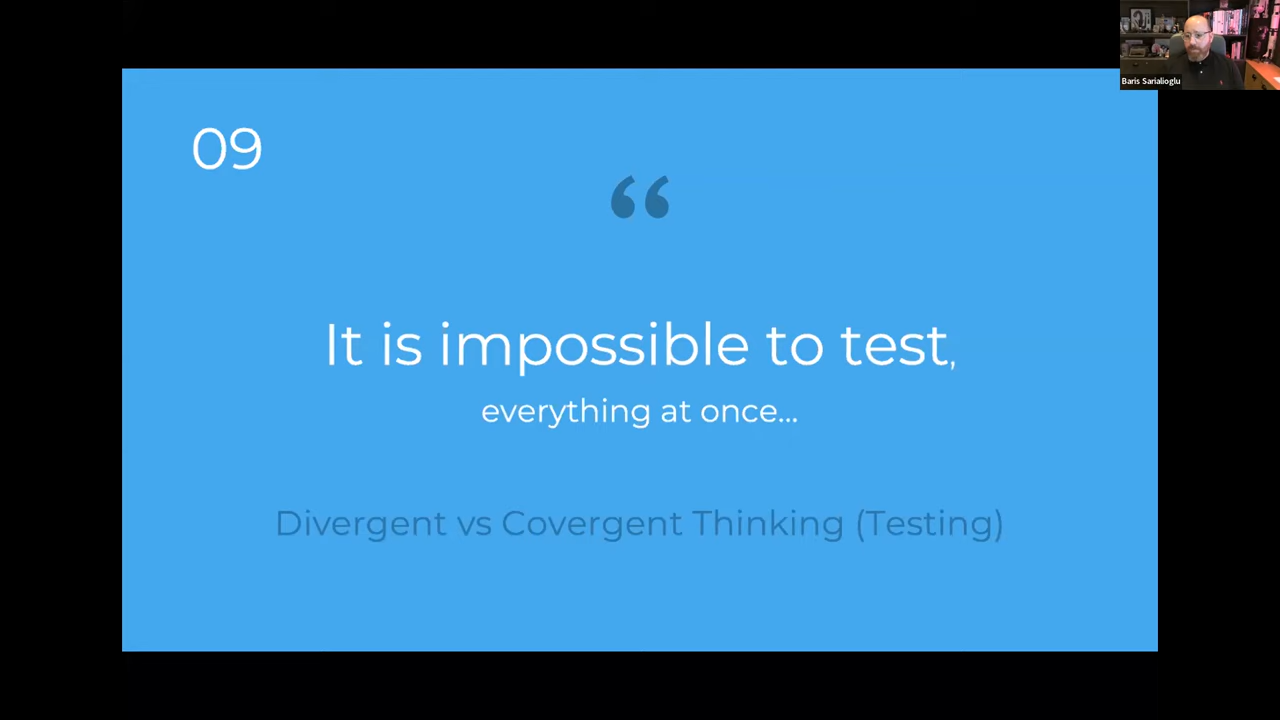 Baris Sarialioglu
09
“
It is impossible to test,
everything at once...
Divergent vs Covergent Thinking (Testing)